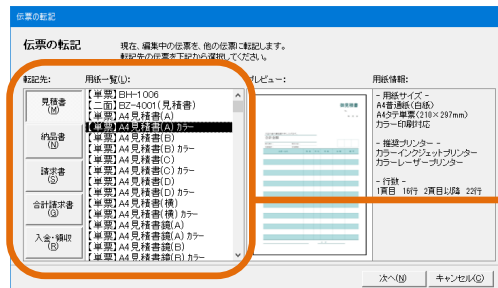 伝票の転記
伝票の転記
現在、編集中の伝票を、他の伝票に転記します。
転記先の伝票を下記から選択してください。
転記先:
用紙一覧(L):
プレビュー:
用紙情報:
見積書
(M)
納品書
(N)
請求書
(S)
合計請求書
(G)
入金・領収
(R)
【単票】BH-1006
【二面】BZ-4001(見積書)
【単票】A4見積書(A)
【単票】A4見積書(A) カラー
【単票】A4見積書(B)
【単票】A4見積書(B) カラー
【単票】A4見積書(C)
【単票】A4見積書(C) カラー
【単票】A4見積書(D)
【単票】A4見積書(D) カラー
【単票】A4見積書(横)
【単票】A4見積書(横) カラー
【単票】A4見積書鏡(A)
【単票】A4見積書鏡(A) カラー
【単票】A4見積書鏡(B)
【単票】A4見積書鏡(B) カラー
- 用紙サイズ -
A4普通紙(白紙)
A4タテ単票(210×297mm)
カラー印刷対応
- 推奨プリンター -
カラーインクジェットプリンター
カラーレーザープリンター
- 行数 -
1頁目 16行 2頁目以降 22行
次へ(N)
キャンセル(C)